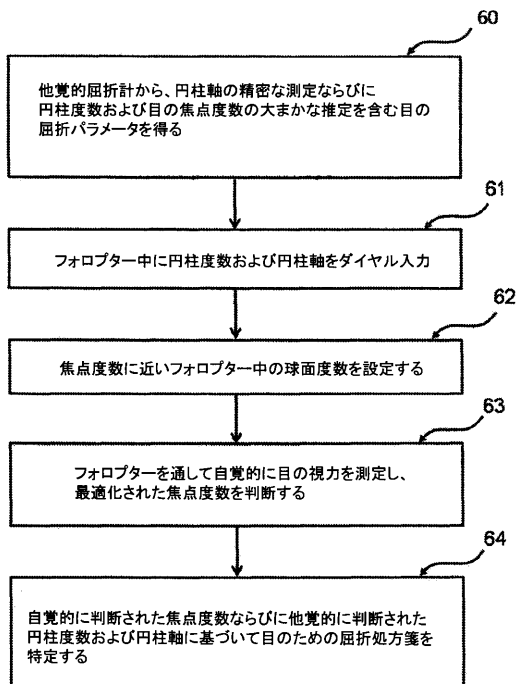 60
他覚的屈折計から、円柱軸の精密な測定ならびに
円柱度数および目の焦点度数の大まかな推定を含む目の
屈折パラメータを得る
61
フォロプター中に円柱度数および円柱軸をダイヤル入力
62
焦点度数に近いフォロプター中の球面度数を設定する
63
フォロプターを通して自覚的に目の視力を測定し、
最適化された焦点度数を判断する
64
自覚的に判断された焦点度数ならびに他覚的に判断された
円柱度数および円柱軸に基づいて目のための屈折処方箋を
特定する